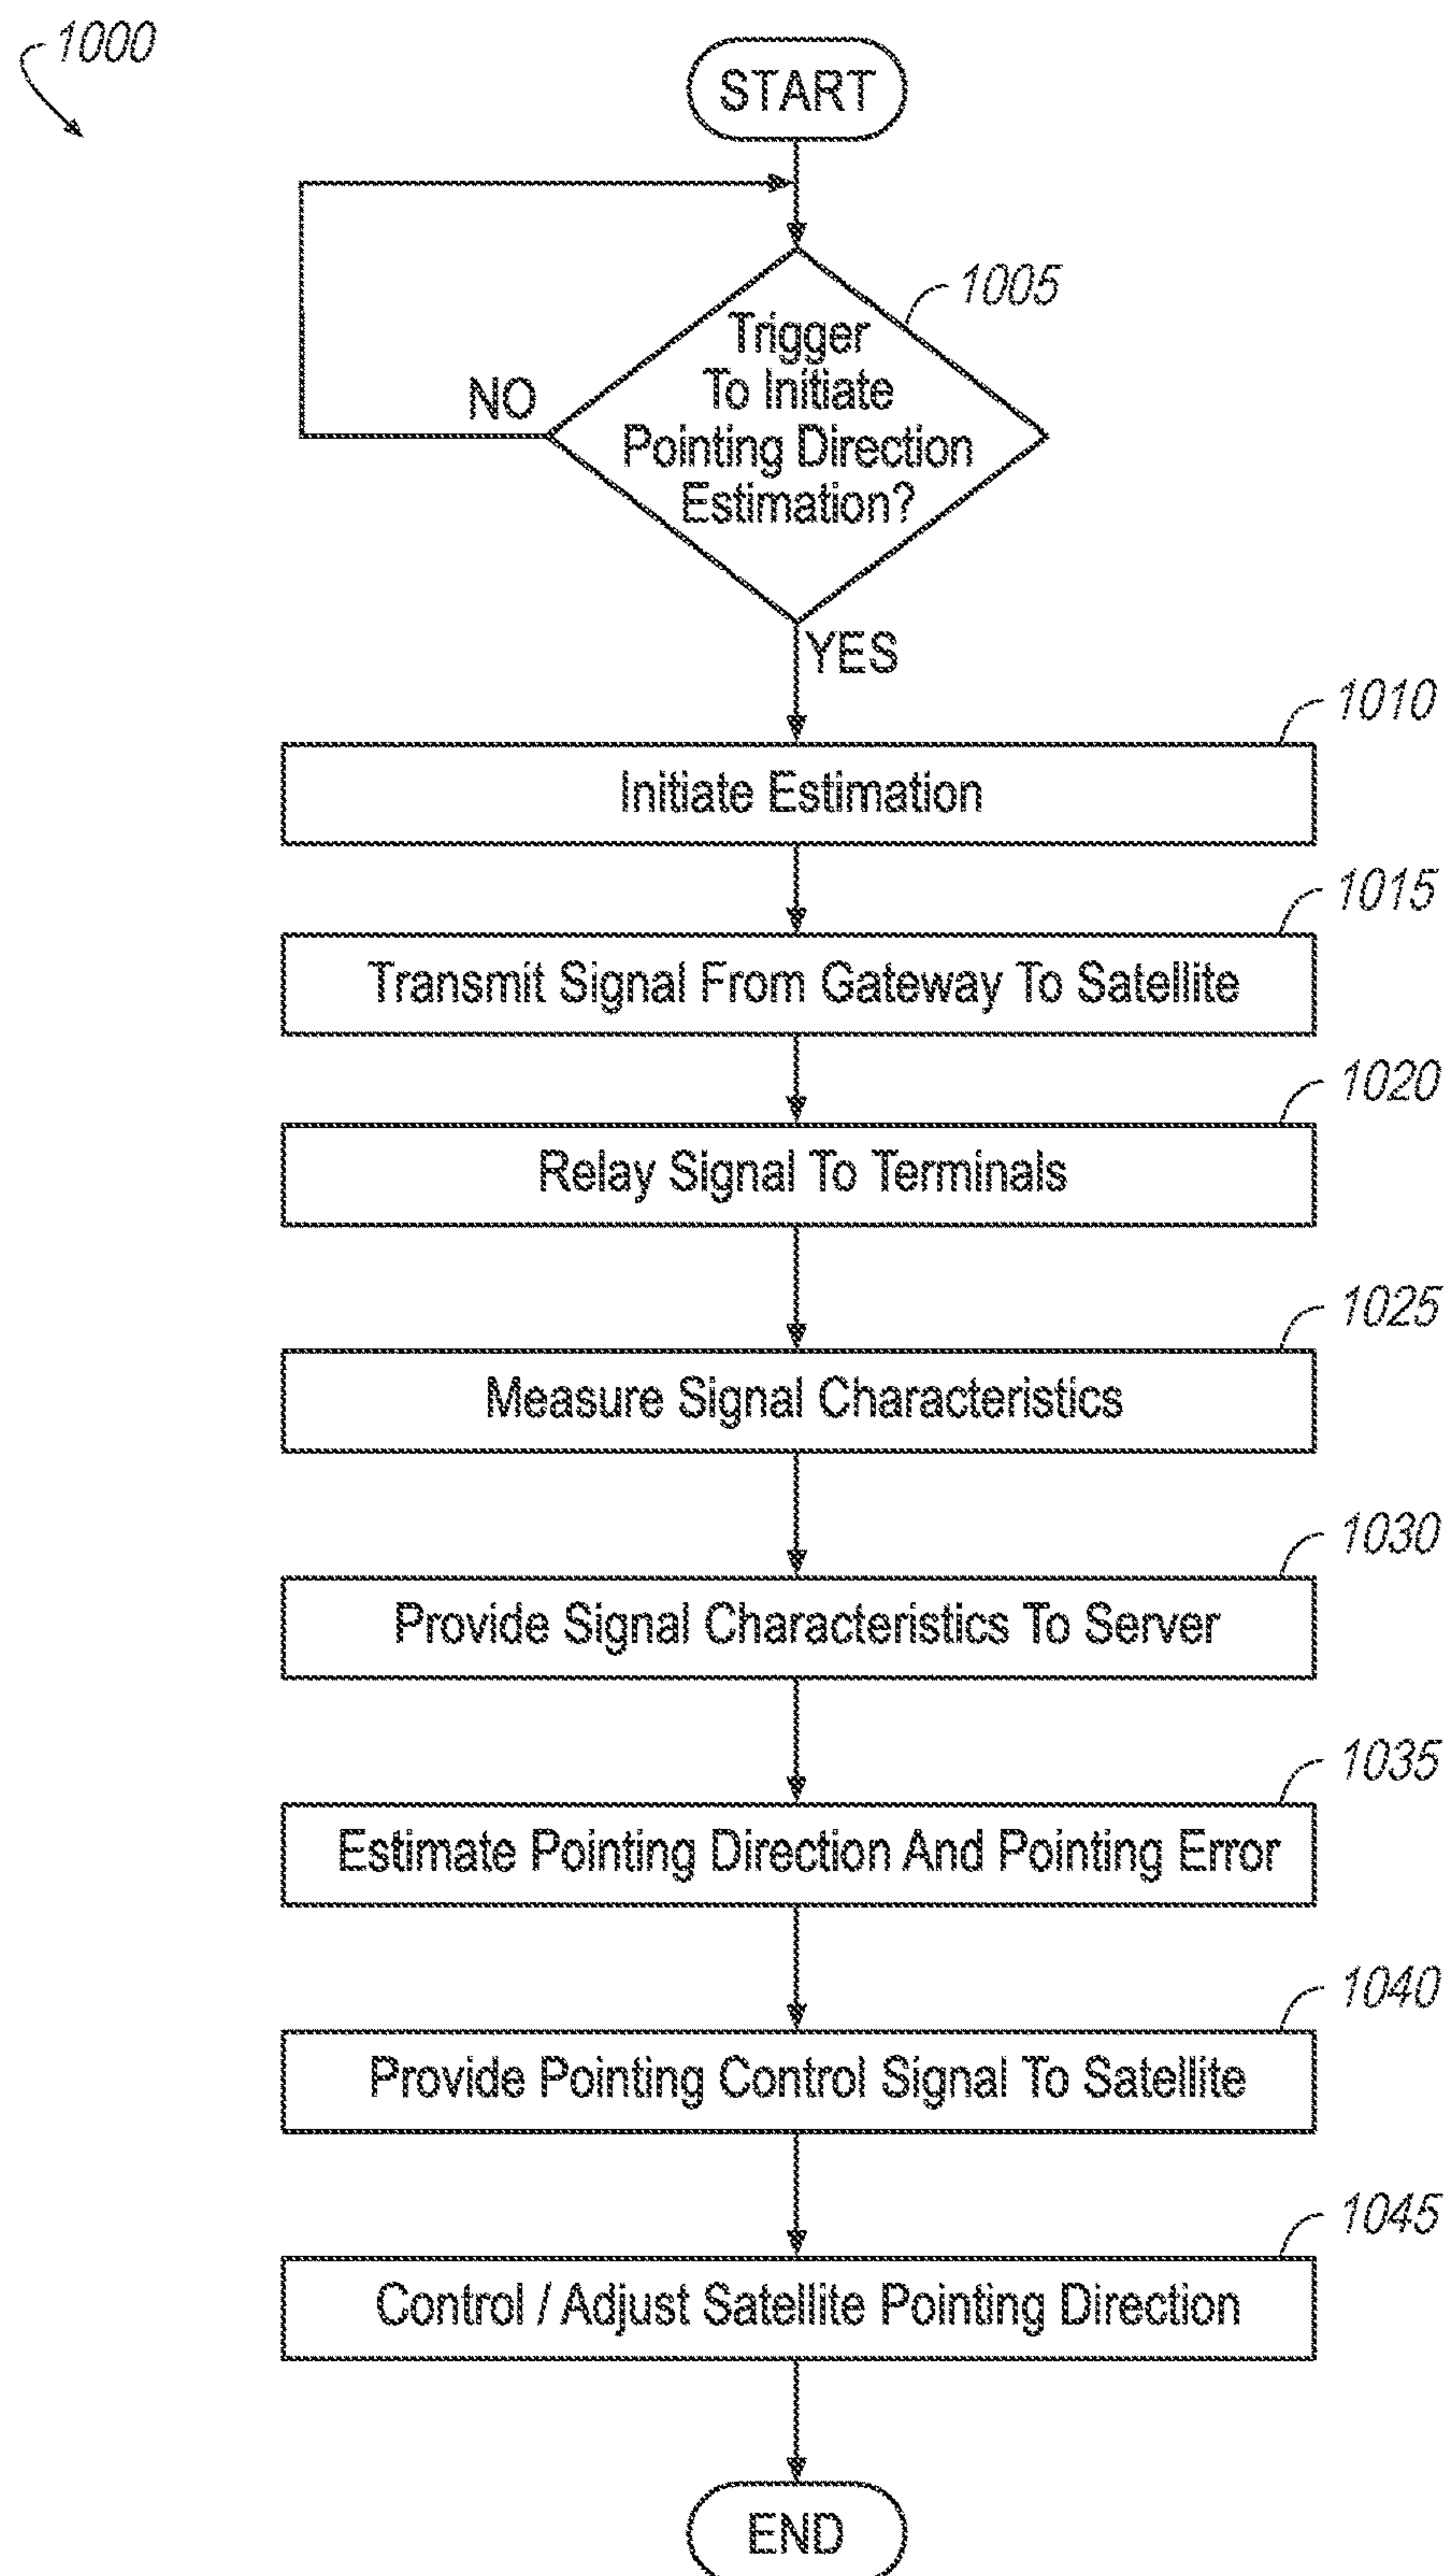 1000
START
1005
Trigger
To Initiate
Pointing Direction
Estimation?
NO
YES
1010
Initiate Estimation
1015
Transmit Signal From Gateway To Satellite
1020
Relay Signal To Terminals
1025
Measure Signal Characteristics
1030
Provide Signal Characteristics To Server
1035
Estimate Pointing Direction And Pointing Error
1040
Provide Pointing Control Signal To Satellite
1045
Control / Adjust Satellite Pointing Direction
END